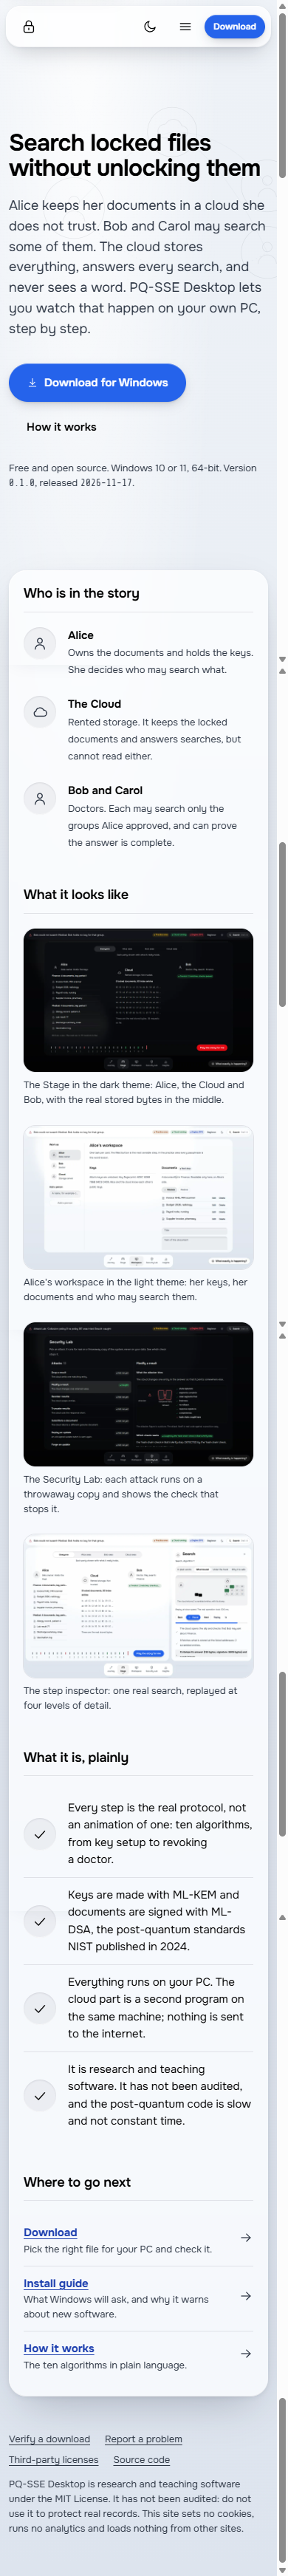 Download
Search locked files
without unlocking them
Alice keeps her documents in a cloud she
does not trust. Bob and Carol may search
some of them. The cloud stores
everything, answers every search, and
never sees a word. PQ-SSE Desktop lets
you watch that happen on your own PC,
step by step.
Download for Windows
How it works
Free and open source. Windows 10 or 11, 64-bit. Version
0.1.0, released 2026-11-17.
Who is in the story
Alice
Owns the documents and holds the keys.
She decides who may search what.
The Cloud
Rented storage. It keeps the locked
documents and answers searches, but
cannot read either.
Bob and Carol
Doctors. Each may search only the
groups Alice approved, and can prove
the answer is complete.
What it looks like
The Stage in the dark theme: Alice, the Cloud and
Bob, with the real stored bytes in the middle.
Alice's workspace
Alice's workspace in the light theme: her keys, her
documents and who may search them.
Security Lab
The Security Lab: each attack runs on a
throwaway copy and shows the check that
stops it.
Search
The step inspector: one real search, replayed at
four levels of detail.
What it is, plainly
Every step is the real protocol, not
an animation of one: ten algorithms,
from key setup to revoking
a doctor.
Keys are made with ML-KEM and
documents are signed with ML-
DSA, the post-quantum standards
NIST published in 2024.
Everything runs on your PC. The
cloud part is a second program on
the same machine; nothing is sent
to the internet.
It is research and teaching
software. It has not been audited,
and the post-quantum code is slow
and not constant time.
Where to go next
Download
Pick the right file for your PC and check it.
Install guide
What Windows will ask, and why it warns
about new software.
How it works
The ten algorithms in plain language.
Verify a download Report a problem
Third-party licenses Source code
PQ-SSE Desktop is research and teaching software
under the MIT License. It has not been audited: do not
use it to protect real records. This site sets no cookies,
runs no analytics and loads nothing from other sites.